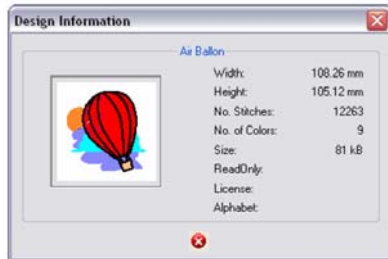 Design Information
Air Ballon
Width: 108.26 mm
Height: 105.12 mm
No. Stitches: 12263
No. of Colors: 9
Size: 81 kB
ReadOnly:
License:
Alphabet: